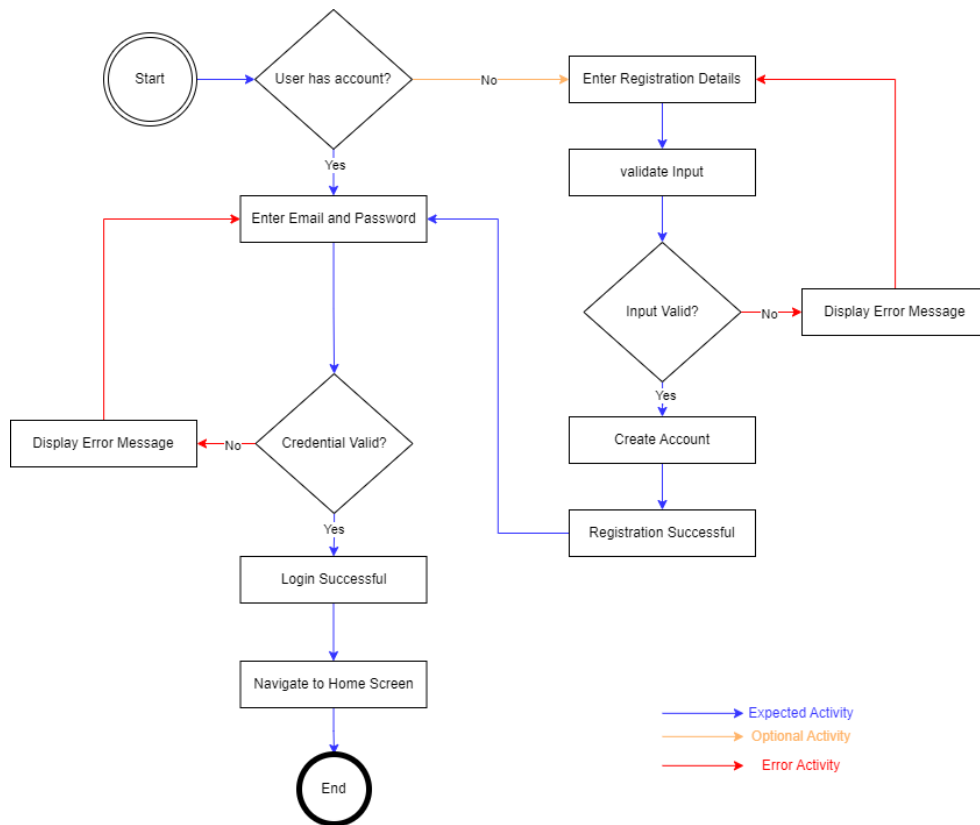 Start
User has account?
No
Enter Registration Details
Yes
validate Input
Enter Email and Password
Input Valid?
No
Display Error Message
Yes
Create Account
Display Error Message
No
Credential Valid?
Registration Successful
Yes
Login Successful
Navigate to Home Screen
Expected Activity
Optional Activity
Error Activity
End